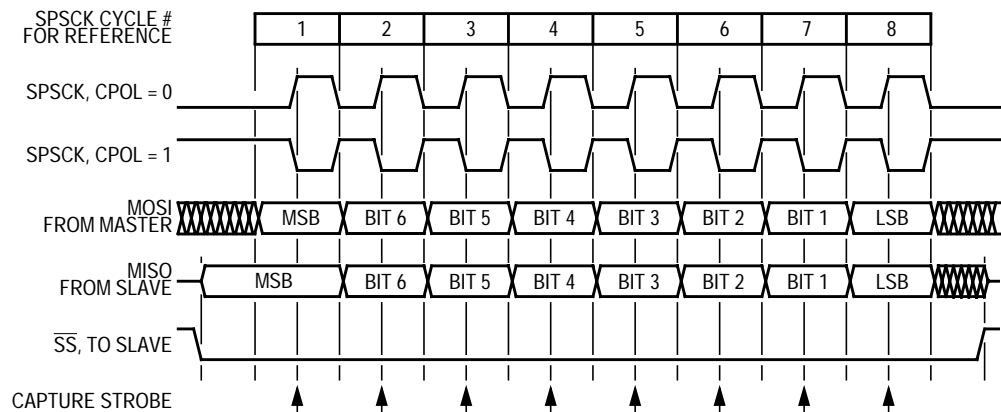 SPSCK CYCLE #
FOR REFERENCE
1 2 3 4 5 6 7 8
SPSCK, CPOL = 0
SPSCK, CPOL = 1
MOSI
FROM MASTER
MSB BIT 6 BIT 5 BIT 4 BIT 3 BIT 2 BIT 1 LSB
MISO
FROM SLAVE
MSB BIT 6 BIT 5 BIT 4 BIT 3 BIT 2 BIT 1 LSB
S̅S̅, TO SLAVE
CAPTURE STROBE